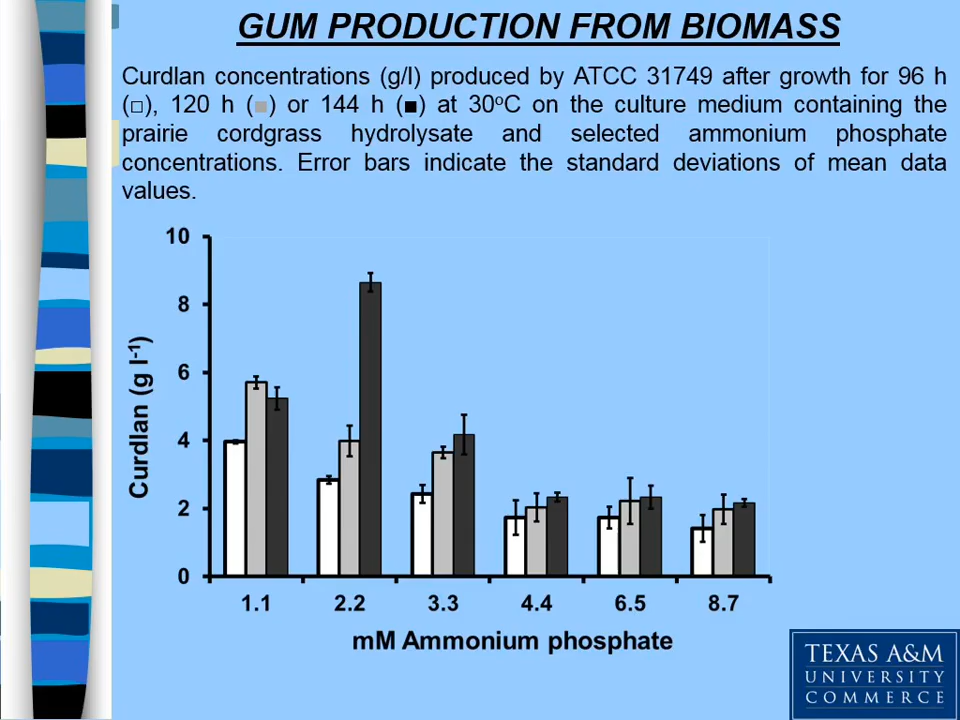 GUM PRODUCTION FROM BIOMASS
Curdlan concentrations (g/l) produced by ATCC 31749 after growth for 96 h
(□), 120 h (■) or 144 h (■) at 30ºC on the culture medium containing the
prairie cordgrass hydrolysate and selected ammonium phosphate
concentrations. Error bars indicate the standard deviations of mean data
values.
10
8
6
4
2
0
Curdlan (g l⁻¹)
1.1 2.2 3.3 4.4 6.5 8.7
mM Ammonium phosphate
TEXAS A&M
UNIVERSITY
COMMERCE